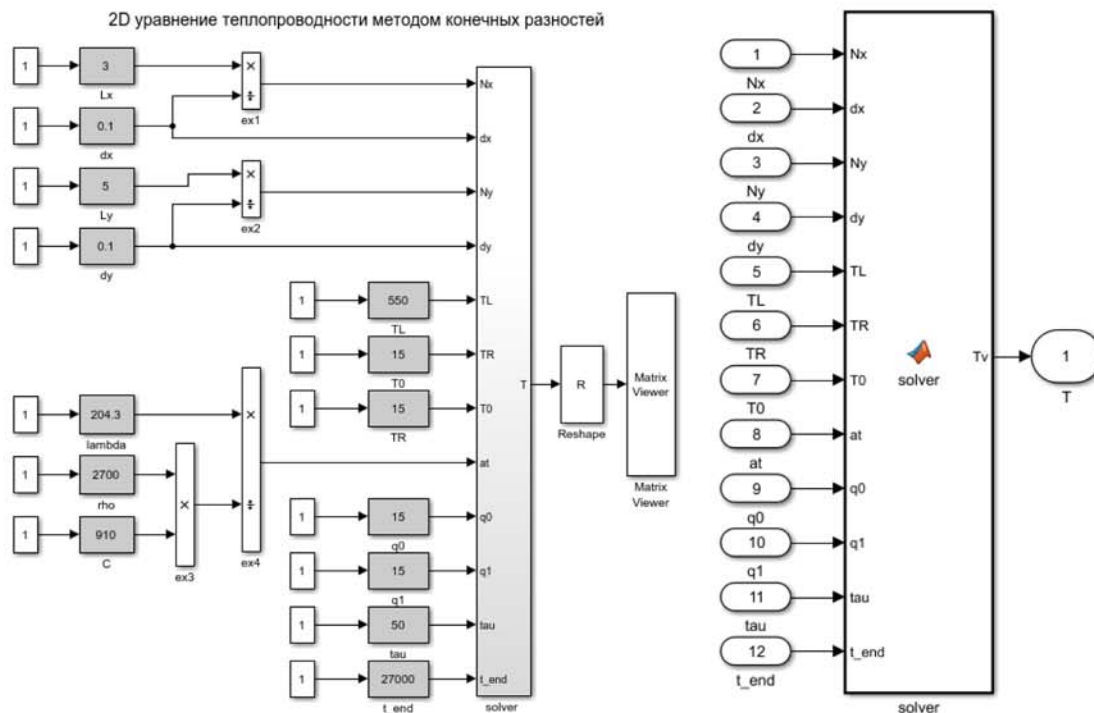 2D уравнение теплопроводности методом конечных разностей
1 3 × Nx
Lx ÷
ex1
1 0.1 dx
dx
1 5 × Ny
Ly ÷
ex2
1 0.1 dy
dy
1 550 TL
TL
1 15 TR
T0
1 15 T0
TR
1 204.3 × at
lambda
1 2700 × ÷
rho
1 910
C
ex3
ex4
1 15 q0
q0
1 15 q1
q1
1 50 tau
tau
1 27000 t_end
t_end
solver
T
R
Reshape
Matrix
Viewer
Matrix
Viewer
1 Nx
Nx
2 dx
dx
3 Ny
Ny
4 dy
dy
5 TL
TL
6 TR
TR
7 T0
T0
8 at
at
9 q0
q0
10 q1
q1
11 tau
tau
12 t_end
t_end
solver
Tv
1
T
solver